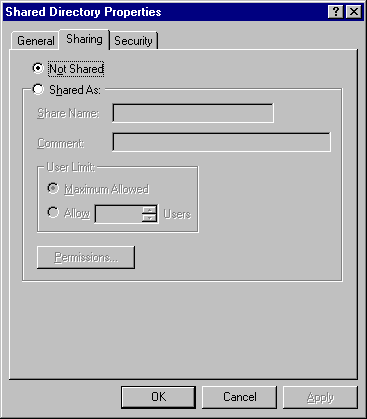 Shared Directory Properties
General Sharing Security
Not Shared
Shared As:
Share Name:
Comment:
User Limit:
Maximum Allowed
Allow Users
Permissions...
OK Cancel Apply